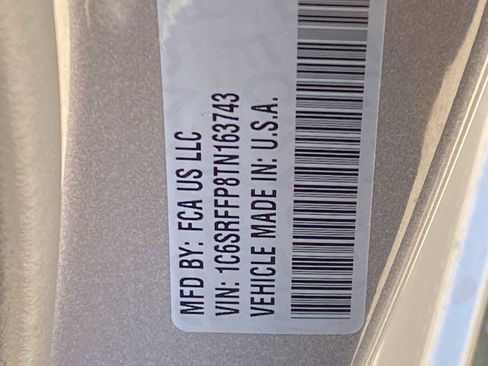 MFD BY: FCA US LLC
VIN: 1C6SRFFP8TN163743
VEHICLE MADE IN: U.S.A.